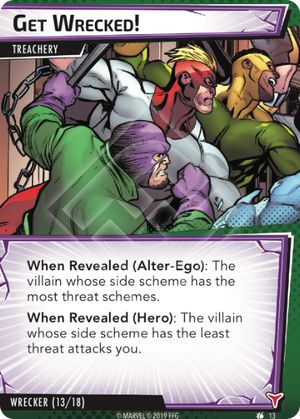 Get Wrecked!
TREACHERY
When Revealed (Alter-Ego): The
villain whose side scheme has the
most threat schemes.
When Revealed (Hero): The villain
whose side scheme has the least
threat attacks you.
WRECKER (13/18)
© MARVEL © 2019 FFG
13